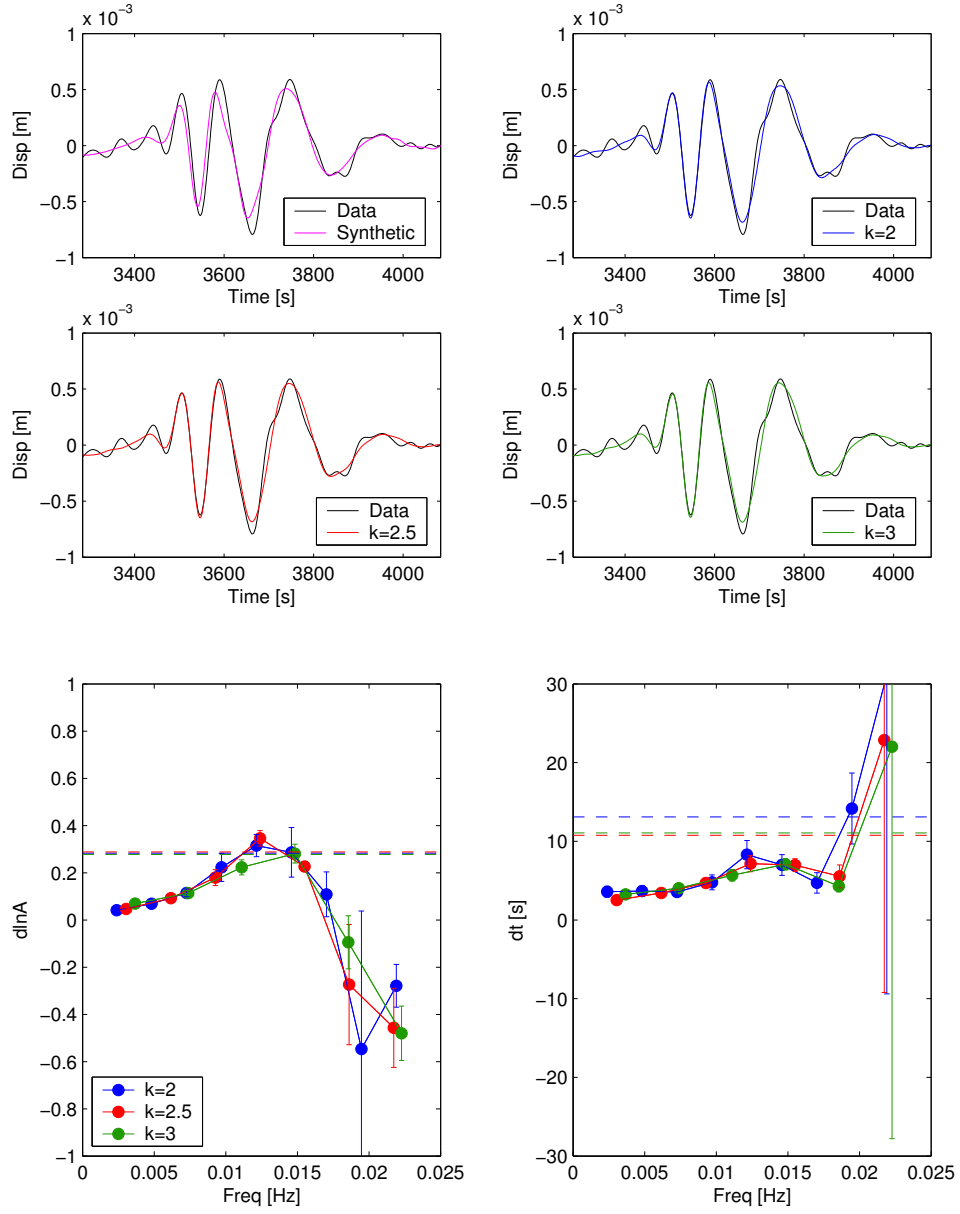 x 10⁻³
1
0.5
0
−0.5
−1
Disp [m]
3400 3600 3800 4000
Time [s]
Data
Synthetic
x 10⁻³
1
0.5
0
−0.5
−1
Disp [m]
3400 3600 3800 4000
Time [s]
Data
k=2
x 10⁻³
1
0.5
0
−0.5
−1
Disp [m]
3400 3600 3800 4000
Time [s]
Data
k=2.5
x 10⁻³
1
0.5
0
−0.5
−1
Disp [m]
3400 3600 3800 4000
Time [s]
Data
k=3
1
0.8
0.6
0.4
0.2
0
−0.2
−0.4
−0.6
−0.8
−1
dlnA
k=2
k=2.5
k=3
0 0.005 0.01 0.015 0.02 0.025
Freq [Hz]
30
20
10
0
−10
−20
−30
dt [s]
0 0.005 0.01 0.015 0.02 0.025
Freq [Hz]